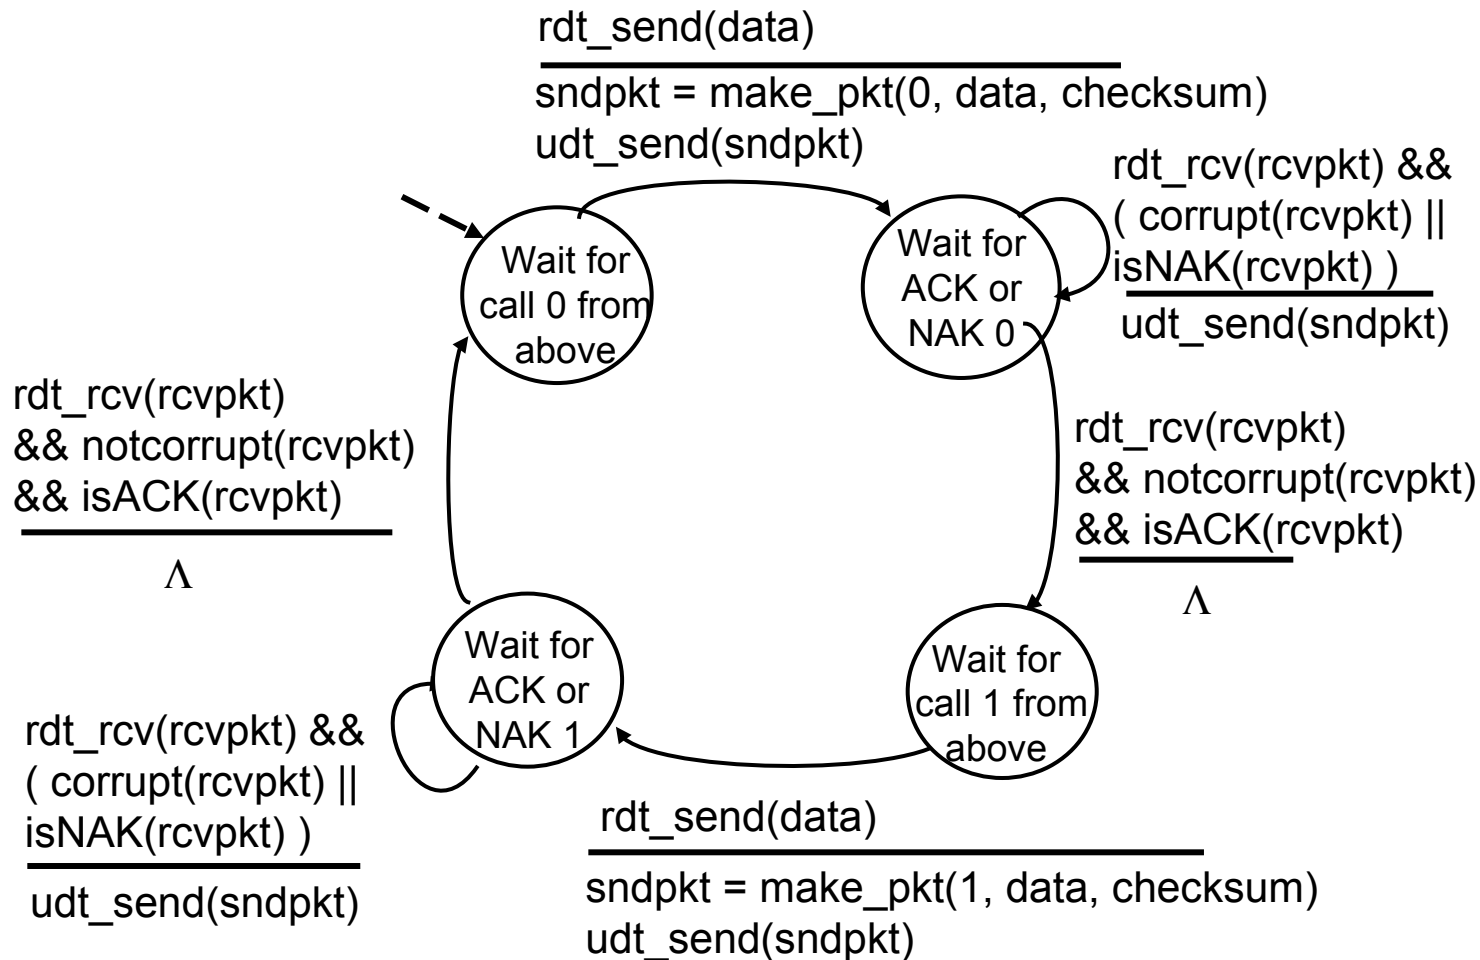 rdt_send(data)
sndpkt = make_pkt(0, data, checksum)
udt_send(sndpkt)
rdt_rcv(rcvpkt) &&
( corrupt(rcvpkt) ||
isNAK(rcvpkt) )
udt_send(sndpkt)
Wait for
call 0 from
above
Wait for
ACK or
NAK 0
rdt_rcv(rcvpkt)
&& notcorrupt(rcvpkt)
&& isACK(rcvpkt)
Λ
rdt_rcv(rcvpkt)
&& notcorrupt(rcvpkt)
&& isACK(rcvpkt)
Λ
Wait for
ACK or
NAK 1
Wait for
call 1 from
above
rdt_rcv(rcvpkt) &&
( corrupt(rcvpkt) ||
isNAK(rcvpkt) )
udt_send(sndpkt)
rdt_send(data)
sndpkt = make_pkt(1, data, checksum)
udt_send(sndpkt)